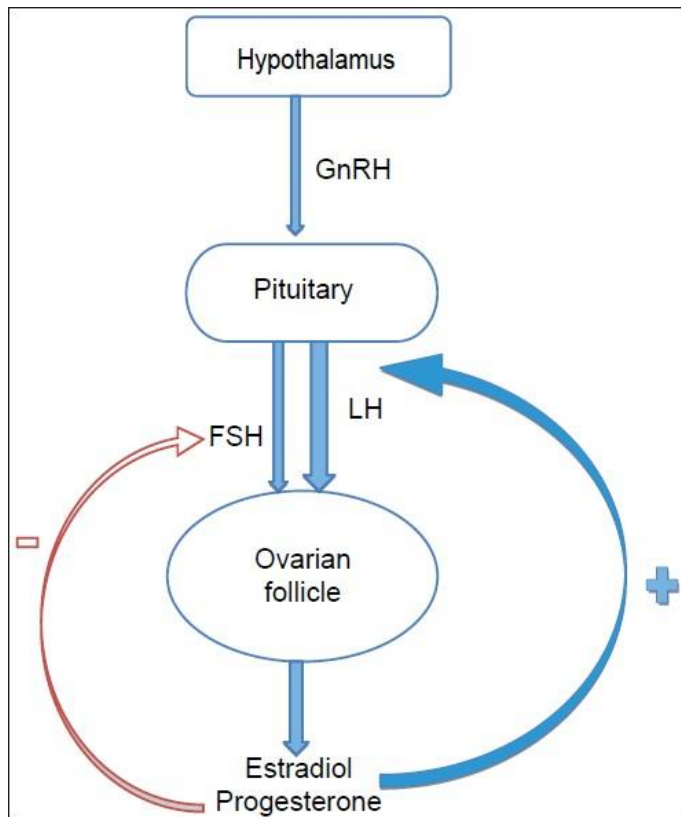 Hypothalamus
GnRH
Pituitary
LH
FSH
-
Ovarian
follicle
+
Estradiol
Progesterone